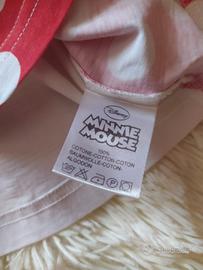 Disney
MINNIE
MOUSE
100%
COTONE-COTTON-COTON
BAUMWOLLE-COTON-
ALGODON